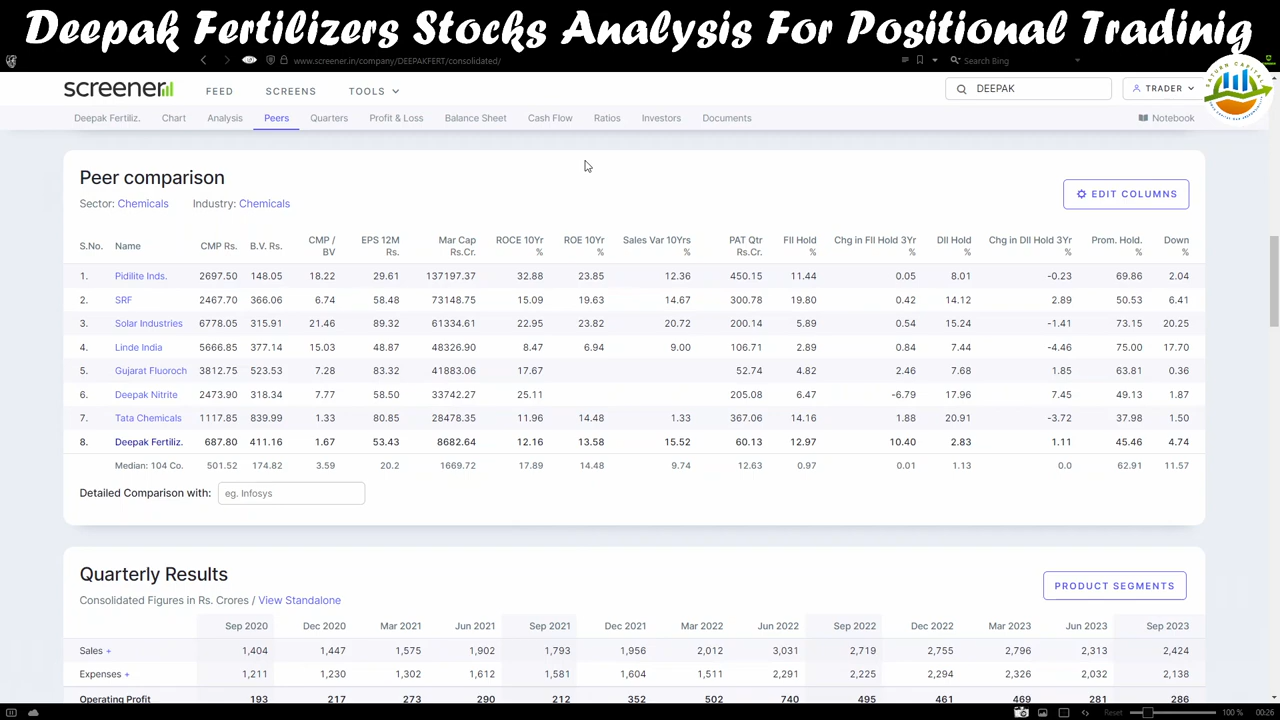 Deepak Fertilizers Stocks Analysis For Positional Tradinig
www.screener.in/company/DEEPAKFERT/consolidated/
Search Bing
screener FEED SCREENS TOOLS DEEPAK TRADER
SATURN CAPITAL
Deepak Fertiliz. Chart Analysis Peers Quarters Profit & Loss Balance Sheet Cash Flow Ratios Investors Documents Notebook
Peer comparison
EDIT COLUMNS
Sector: Chemicals Industry: Chemicals
S.No. Name CMP Rs. B.V. Rs. CMP / BV EPS 12M Rs. Mar Cap Rs.Cr. ROCE 10Yr % ROE 10Yr % Sales Var 10Yrs % PAT Qtr Rs.Cr. FII Hold % Chg in FII Hold 3Yr % DII Hold % Chg in DII Hold 3Yr % Prom. Hold. % Down %
1. Pidilite Inds. 2697.50 148.05 18.22 29.61 137197.37 32.88 23.85 12.36 450.15 11.44 0.05 8.01 -0.23 69.86 2.04
2. SRF 2467.70 366.06 6.74 58.48 73148.75 15.09 19.63 14.67 300.78 19.80 0.42 14.12 2.89 50.53 6.41
3. Solar Industries 6778.05 315.91 21.46 89.32 61334.61 22.95 23.82 20.72 200.14 5.89 0.54 15.24 -1.41 73.15 20.25
4. Linde India 5666.85 377.14 15.03 48.87 48326.90 8.47 6.94 9.00 106.71 2.89 0.84 7.44 -4.46 75.00 17.70
5. Gujarat Fluoroch 3812.75 523.53 7.28 83.32 41883.06 17.67 52.74 4.82 2.46 7.68 1.85 63.81 0.36
6. Deepak Nitrite 2473.90 318.34 7.77 58.50 33742.27 25.11 205.08 6.47 -6.79 17.96 7.45 49.13 1.87
7. Tata Chemicals 1117.85 839.99 1.33 80.85 28478.35 11.96 14.48 1.33 367.06 14.16 1.88 20.91 -3.72 37.98 1.50
8. Deepak Fertiliz. 687.80 411.16 1.67 53.43 8682.64 12.16 13.58 15.52 60.13 12.97 10.40 2.83 1.11 45.46 4.74
Median: 104 Co. 501.52 174.82 3.59 20.2 1669.72 17.89 14.48 9.74 12.63 0.97 0.01 1.13 0.0 62.91 11.57
Detailed Comparison with: eg. Infosys
Quarterly Results
PRODUCT SEGMENTS
Consolidated Figures in Rs. Crores / View Standalone
Sep 2020 Dec 2020 Mar 2021 Jun 2021 Sep 2021 Dec 2021 Mar 2022 Jun 2022 Sep 2022 Dec 2022 Mar 2023 Jun 2023 Sep 2023
Sales + 1,404 1,447 1,575 1,902 1,793 1,956 2,012 3,031 2,719 2,755 2,796 2,313 2,424
Expenses + 1,211 1,230 1,302 1,612 1,581 1,604 1,511 2,291 2,225 2,294 2,326 2,032 2,138
Operating Profit 193 217 273 290 212 352 502 740 495 461 469 281 286
Reset 100 % 00:26